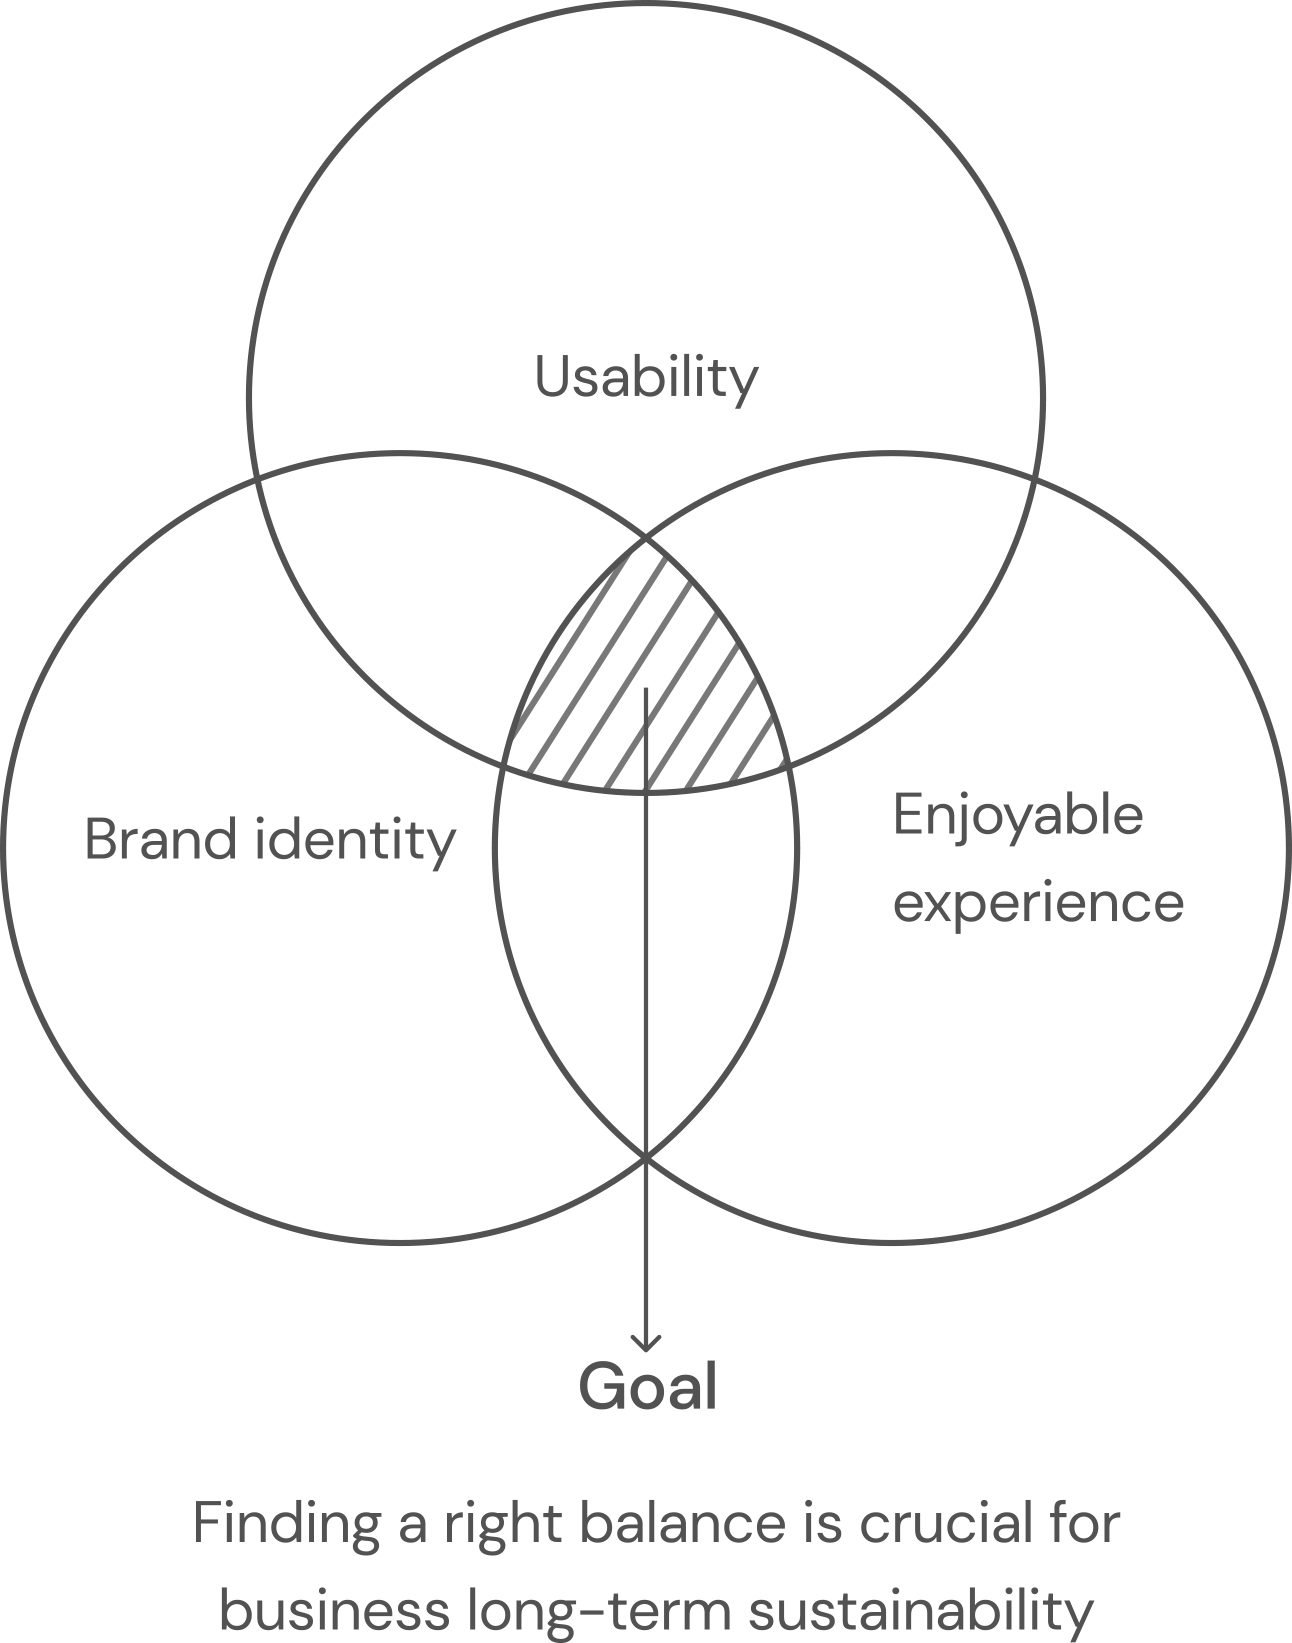 Usability
Brand identity
Enjoyable
experience
Goal
Finding a right balance is crucial for
business long-term sustainability